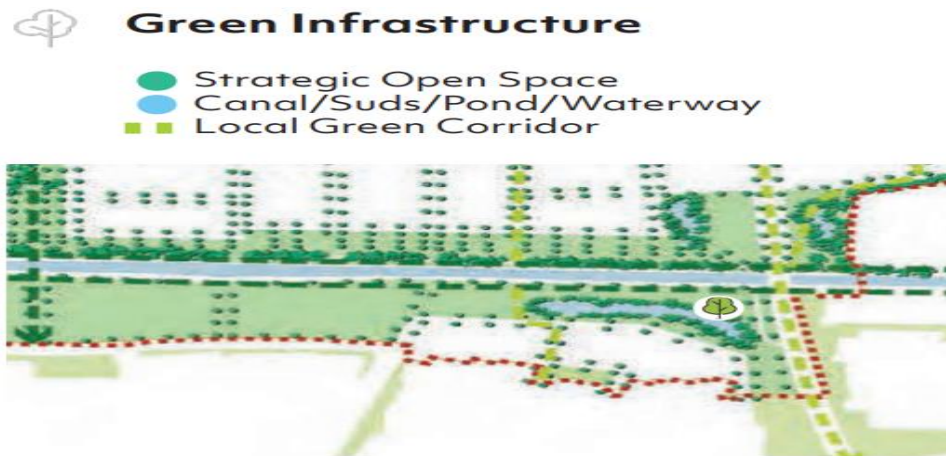 Green Infrastructure
Strategic Open Space
Canal/Suds/Pond/Waterway
Local Green Corridor